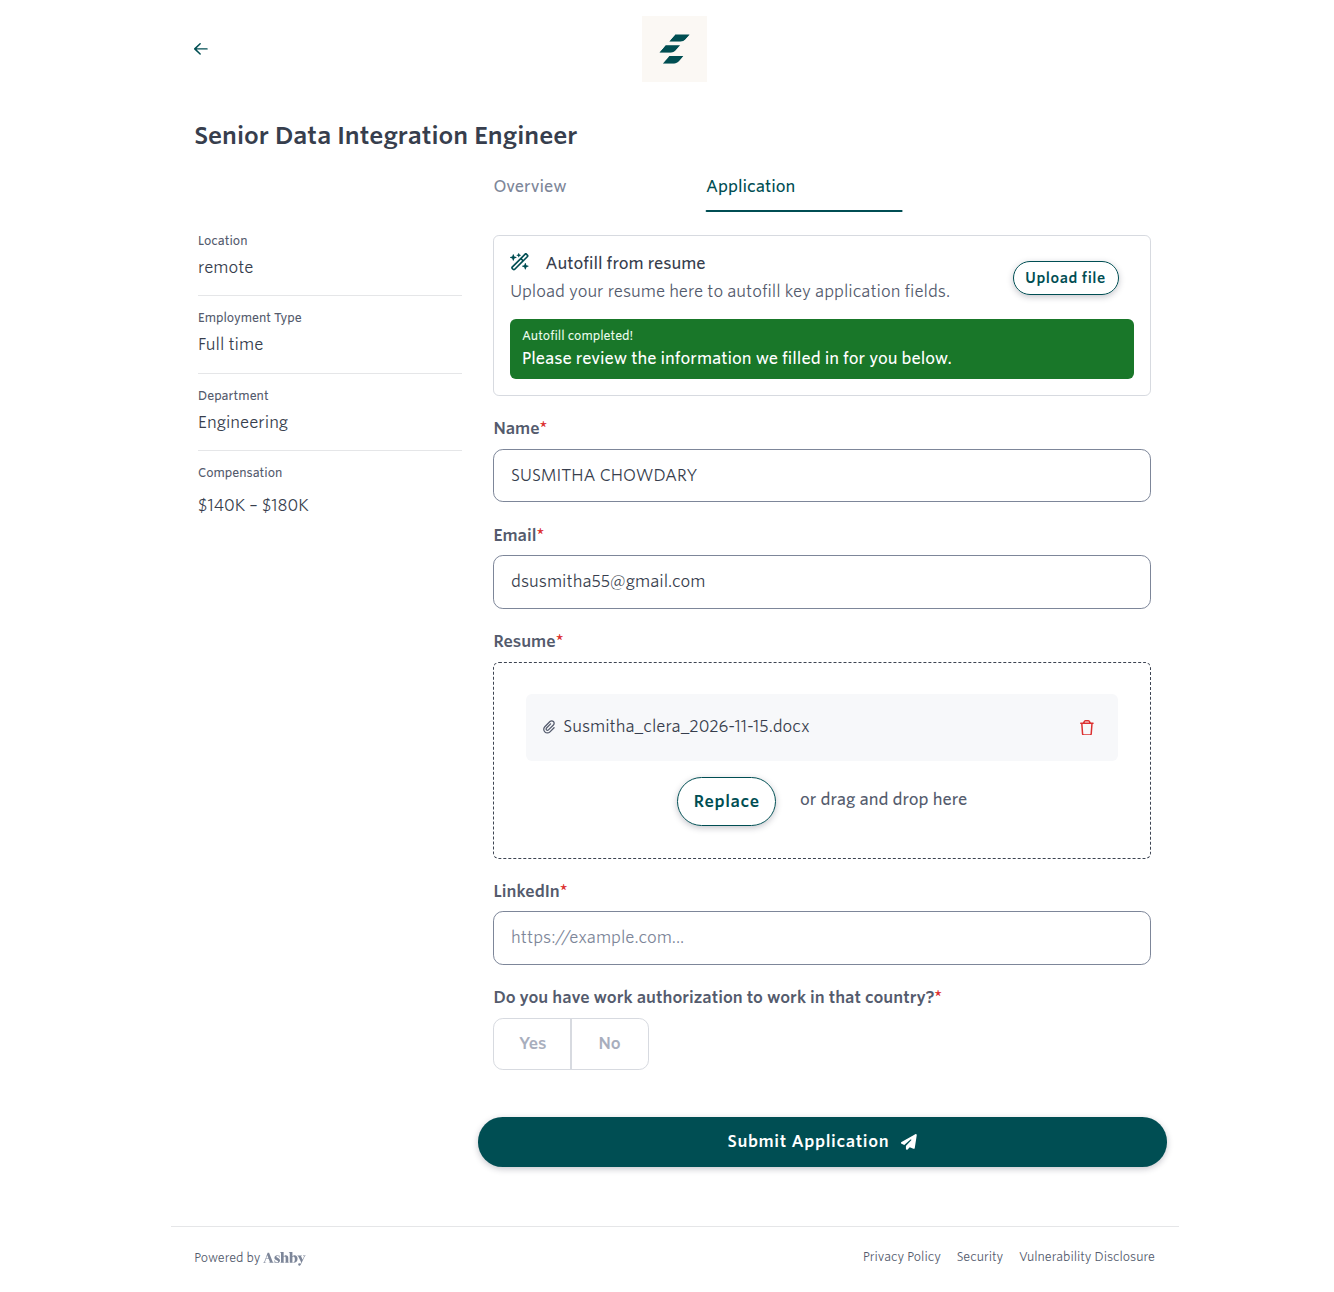 Senior Data Integration Engineer
Overview
Application
Location
remote
Employment Type
Full time
Department
Engineering
Compensation
$140K – $180K
Autofill from resume
Upload your resume here to autofill key application fields.
Upload file
Autofill completed!
Please review the information we filled in for you below.
Name*
SUSMITHA CHOWDARY
Email*
dsusmitha55@gmail.com
Resume*
Susmitha_clera_2026-11-15.docx
Replace
or drag and drop here
LinkedIn*
https://example.com...
Do you have work authorization to work in that country?*
Yes
No
Submit Application
Powered by Ashby
Privacy Policy
Security
Vulnerability Disclosure